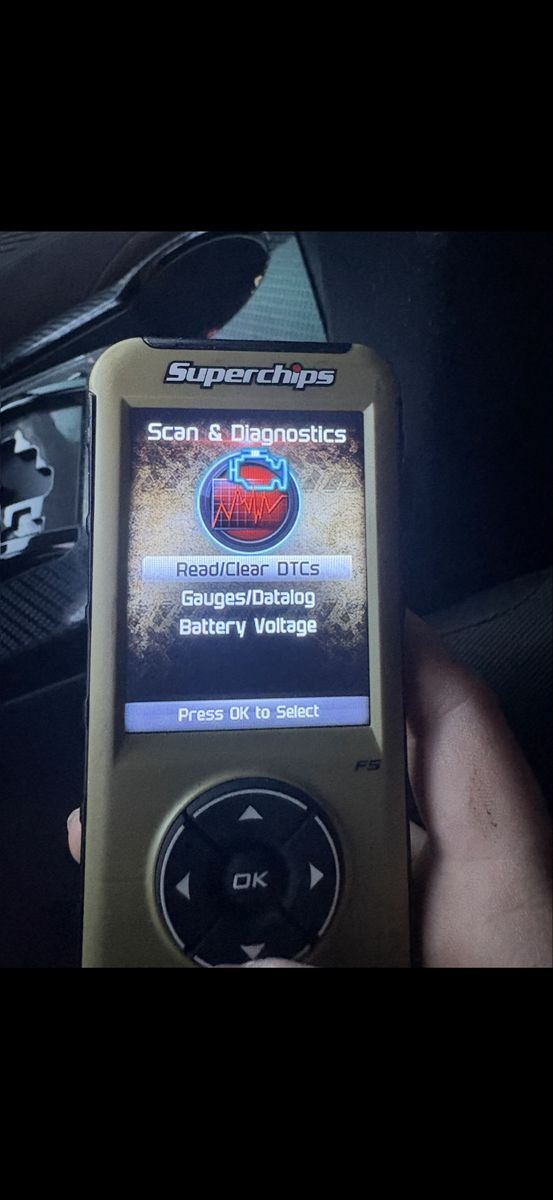 Superchips
Scan & Diagnostics
Read/Clear DTCs
Gauges/Datalog
Battery Voltage
Press OK to Select
F5
OK